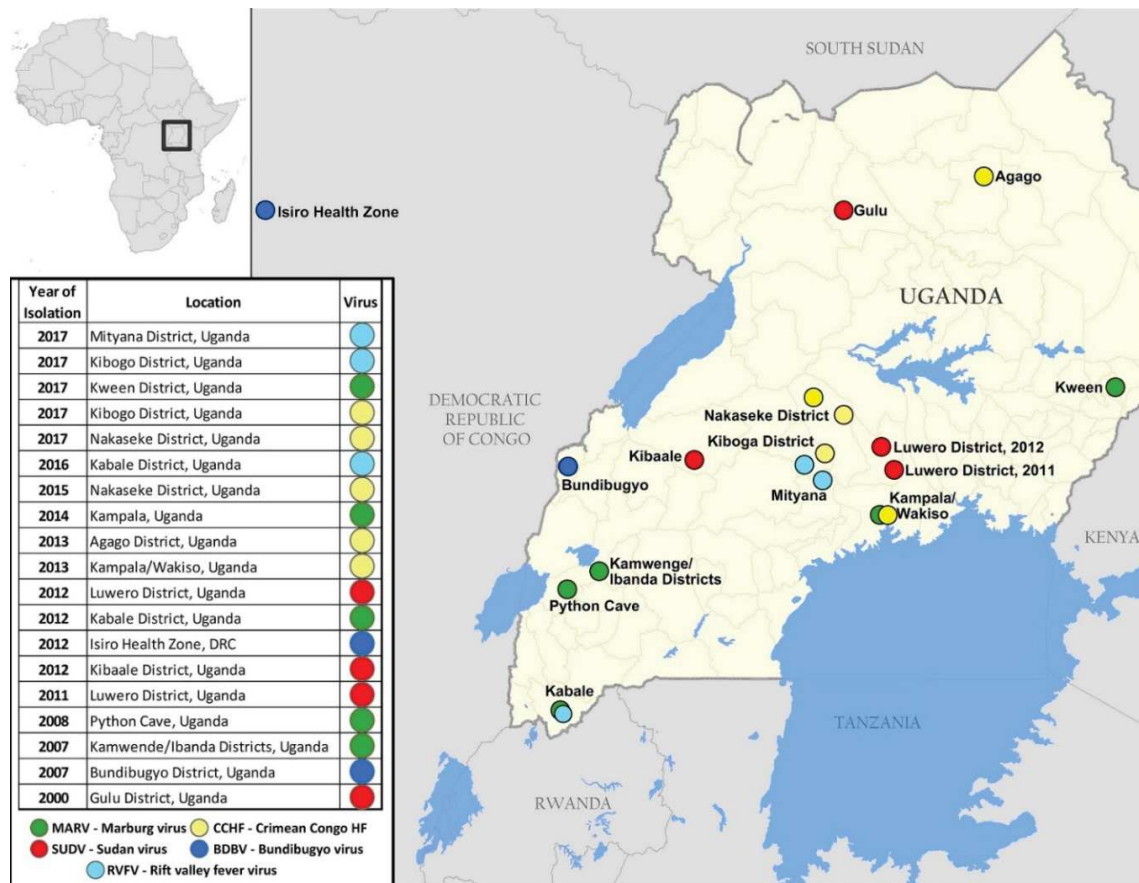 SOUTH SUDAN
Agago
Isiro Health Zone
Gulu
Year of Isolation Location Virus
2017 Mityana District, Uganda
2017 Kibogo District, Uganda
2017 Kween District, Uganda
2017 Kibogo District, Uganda
2017 Nakaseke District, Uganda
2016 Kabale District, Uganda
2015 Nakaseke District, Uganda
2014 Kampala, Uganda
2013 Agago District, Uganda
2013 Kampala/Wakiso, Uganda
2012 Luwero District, Uganda
2012 Kabale District, Uganda
2012 Isiro Health Zone, DRC
2012 Kibaale District, Uganda
2011 Luwero District, Uganda
2008 Python Cave, Uganda
2007 Kamwende/Ibanda Districts, Uganda
2007 Bundibugyo District, Uganda
2000 Gulu District, Uganda
MARV - Marburg virus
CCHF - Crimean Congo HF
SUDV - Sudan virus
BDBV - Bundibugyo virus
RVFV - Rift valley fever virus
UGANDA
Kween
DEMOCRATIC
REPUBLIC
OF CONGO
Nakaseke District
Kiboga District
Luwero District, 2012
Kibaale
Luwero District, 2011
Bundibugyo
Mityana
Kampala/
Wakiso
KENYA
Kamwenge/
Ibanda Districts
Python Cave
Kabale
TANZANIA
RWANDA